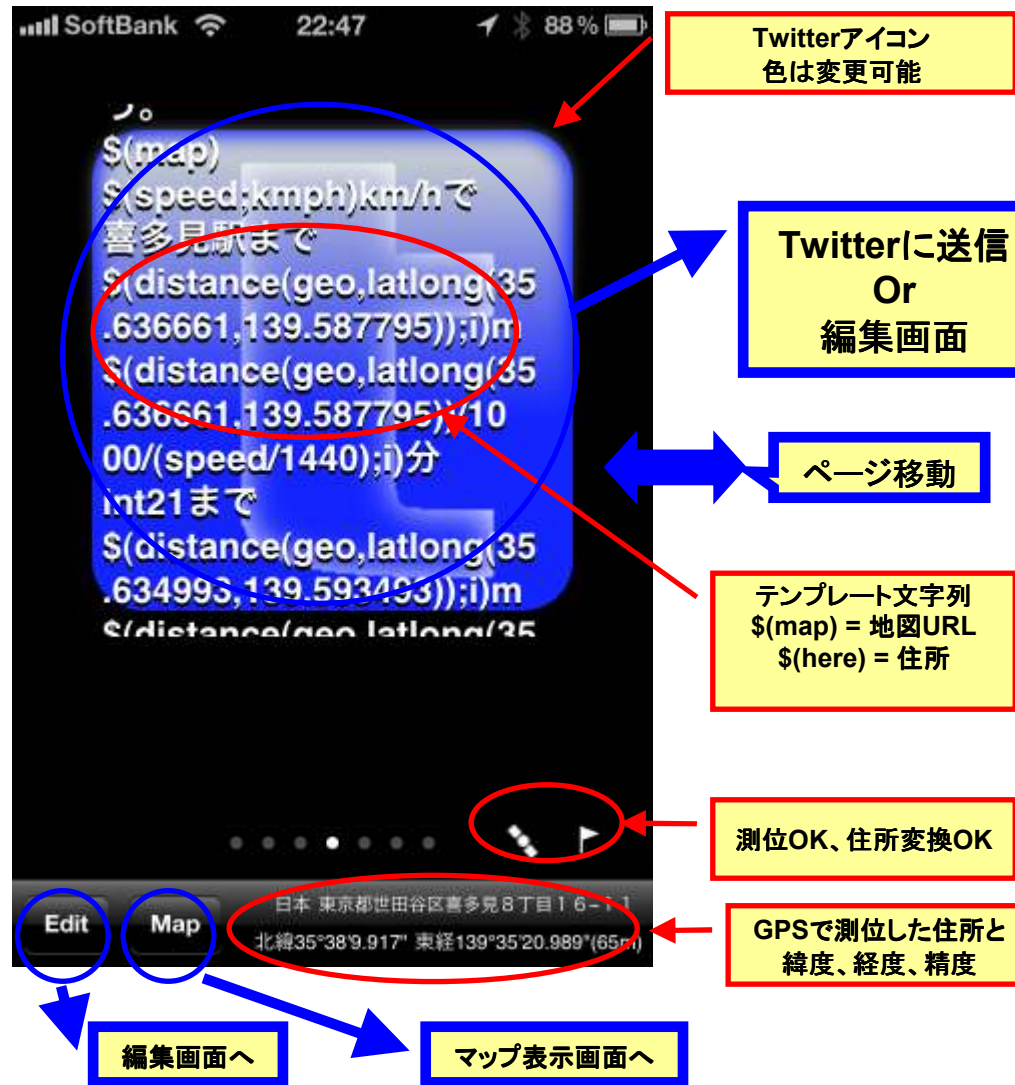 SoftBank 22:47 88%
Twitterアイコン
色は変更可能
う。
$(map)
$(speed;kmph)km/hで
喜多見駅まで
$(distance(geo,latlong(35
.636661,139.587795));i)m
$(distance(geo,latlong(35
.636661,139.587795))/10
00/(speed/1440);i)分
int21まで
$(distance(geo,latlong(35
.634993,139.593493));i)m
$(distance(geo,latlong(35
Twitterに送信
Or
編集画面
ページ移動
テンプレート文字列
$(map) = 地図URL
$(here) = 住所
測位OK、住所変換OK
Edit
Map
日本 東京都世田谷区喜多見8丁目16-11
北緯35°38'9.917" 東経139°35'20.989"(65m)
GPSで測位した住所と
緯度、経度、精度
編集画面へ
マップ表示画面へ